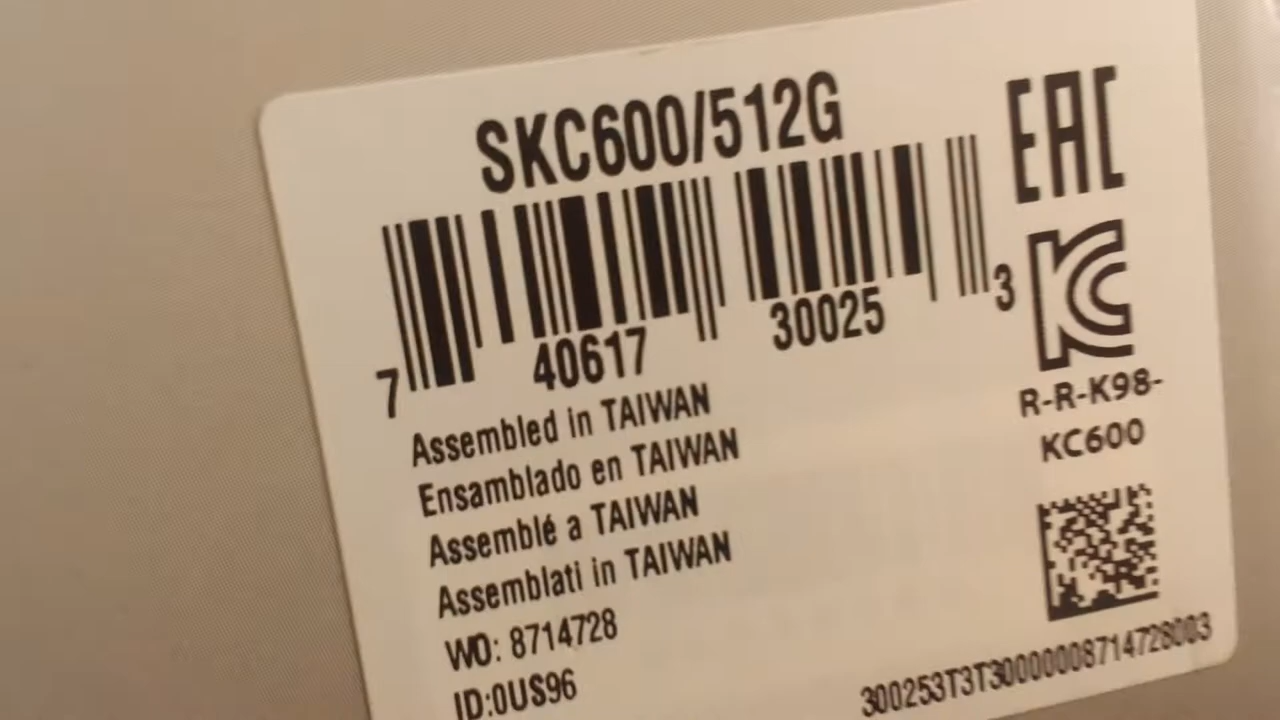 SKC600/512G
EAC
7 40617 30025 3
KC
R-R-K98-
KC600
Assembled in TAIWAN
Ensamblado en TAIWAN
Assemblé a TAIWAN
Assemblati in TAIWAN
WO: 8714728
ID:0US96
300253T3T30000008714728003